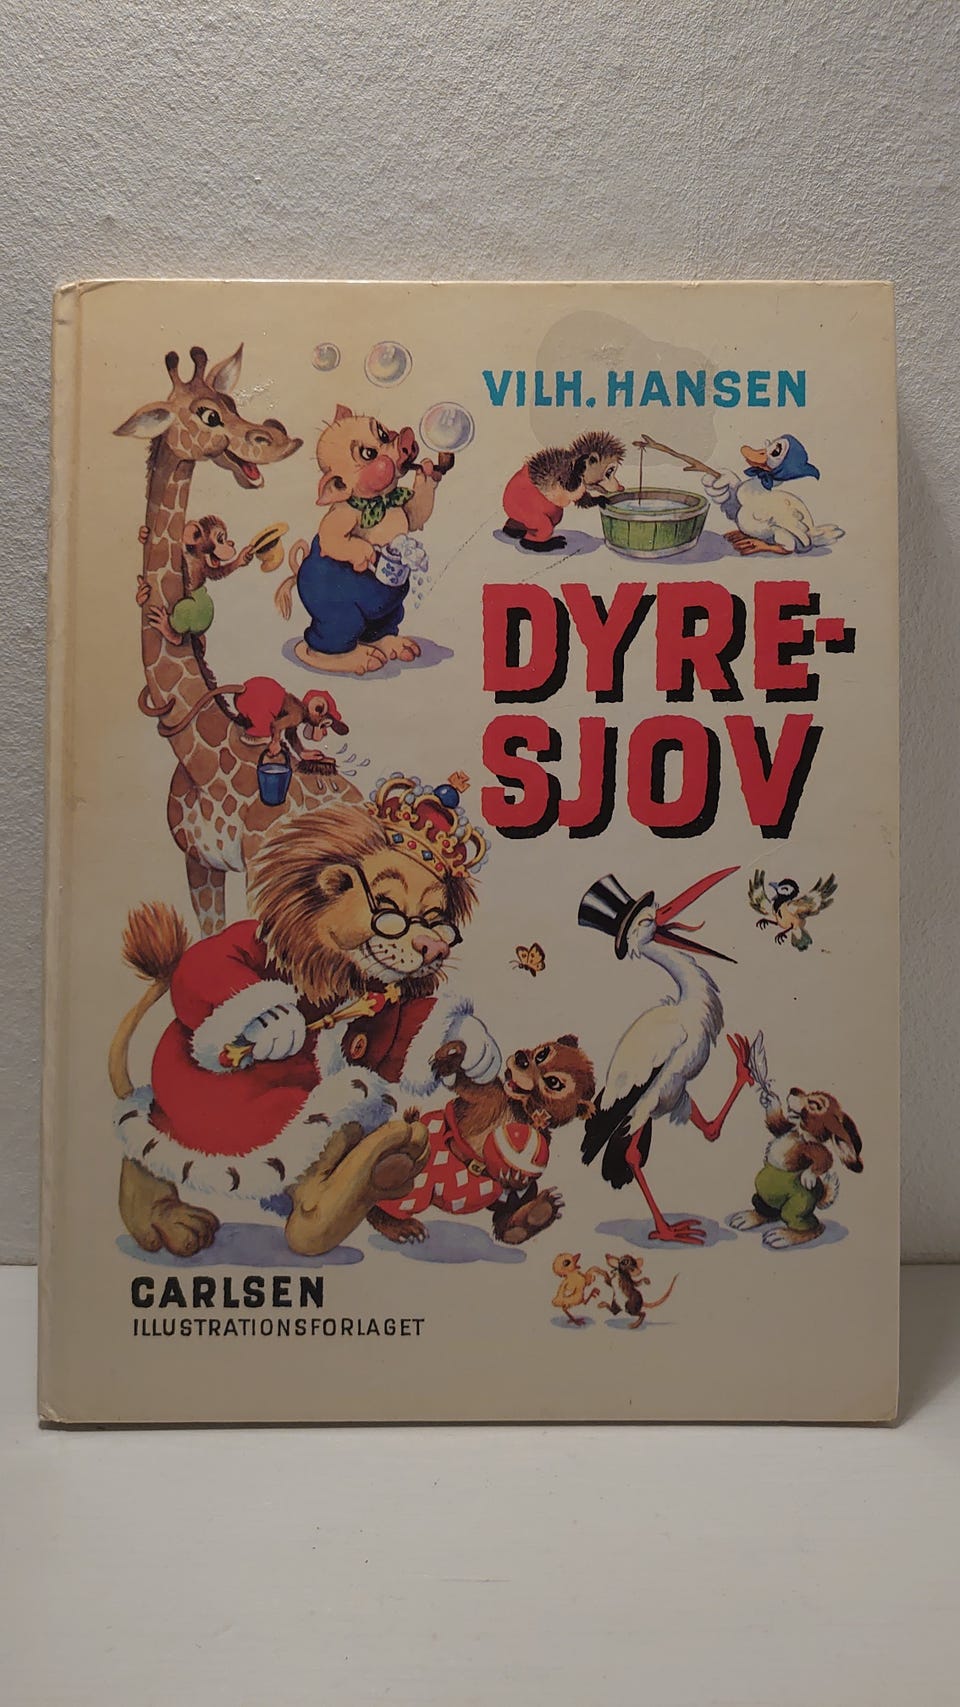 VILH. HANSEN
DYRE-
SJOV
CARLSEN
ILLUSTRATIONSFORLAGET